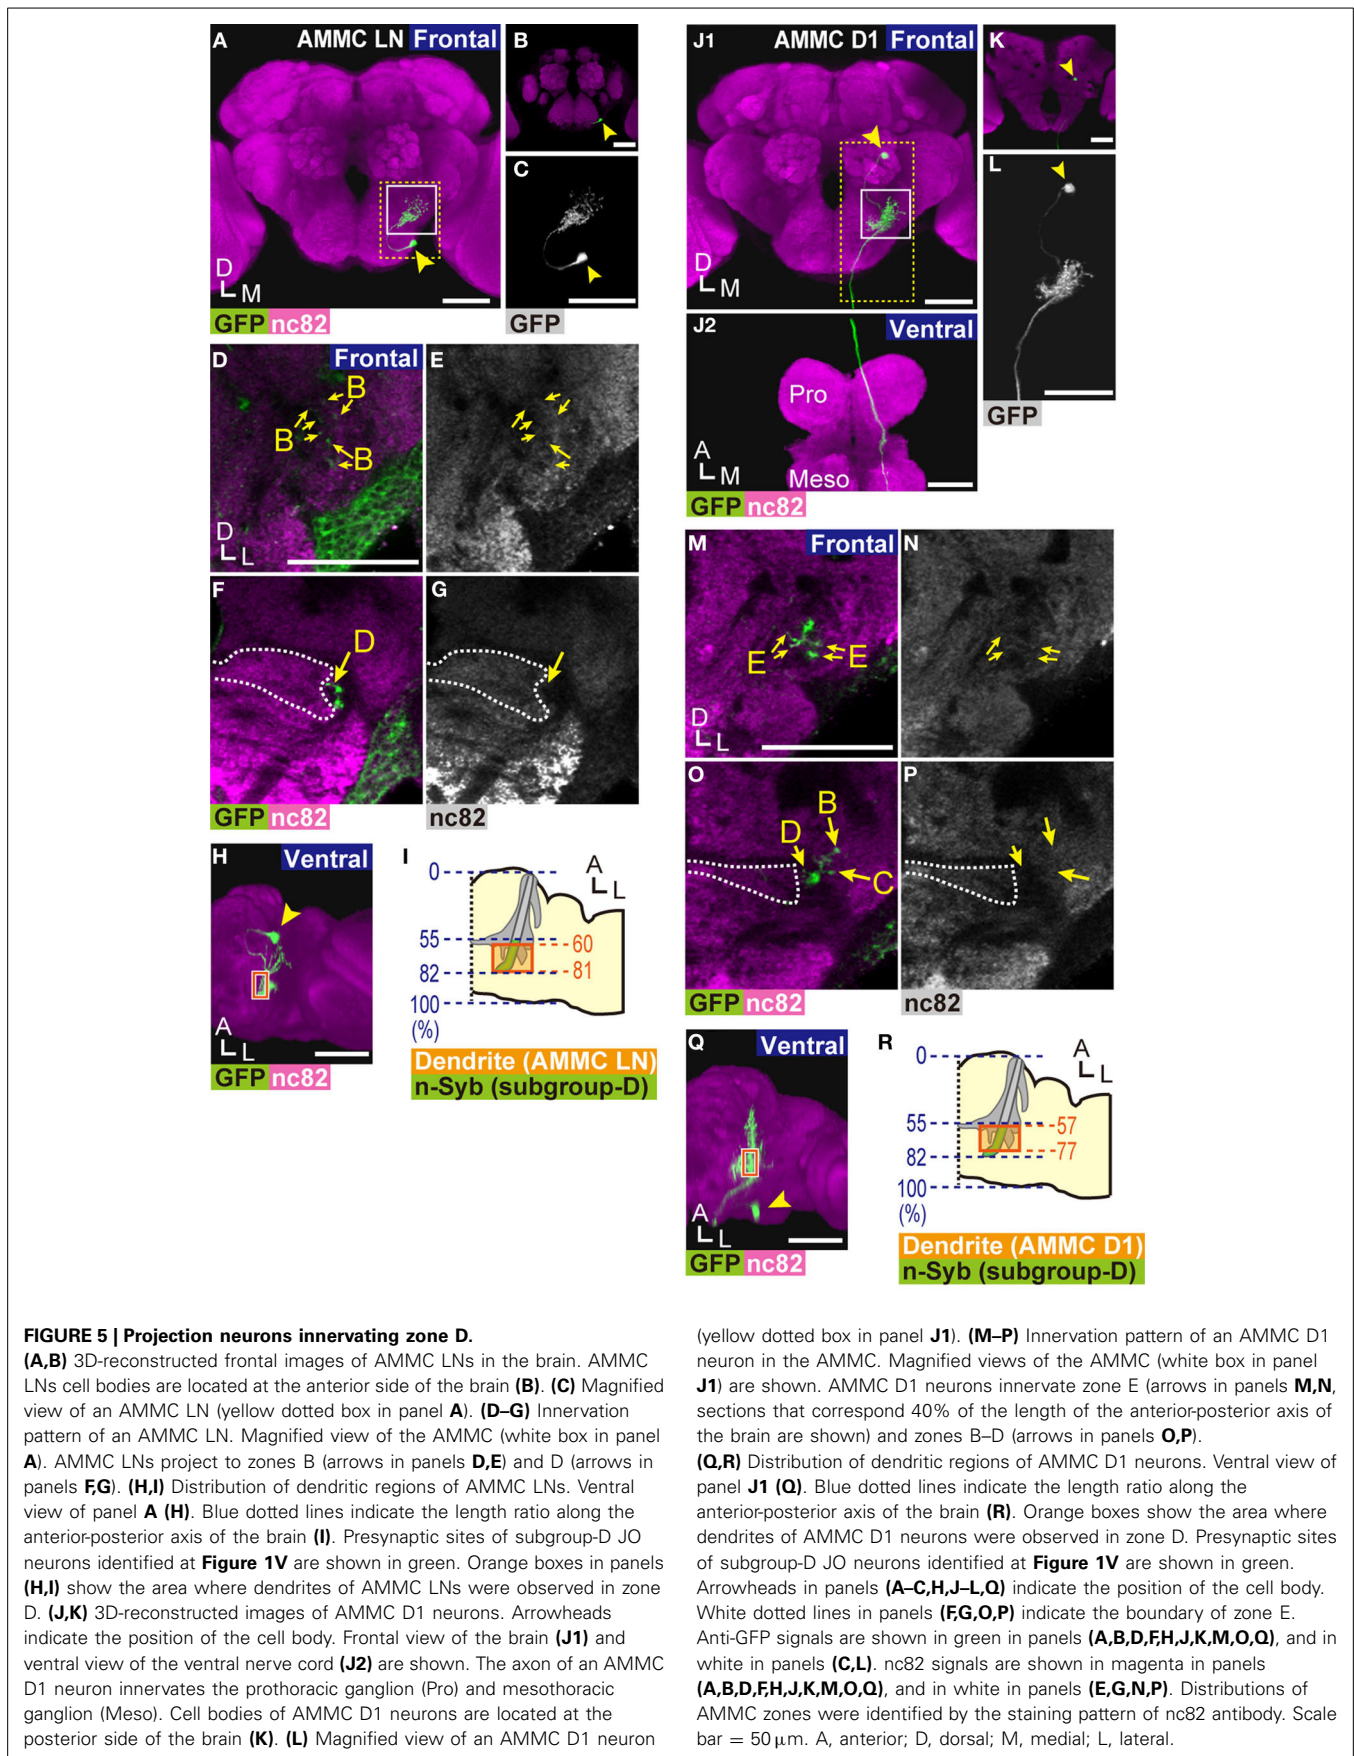 A AMMC LN Frontal
D
M
GFP nc82
B
C
GFP
D Frontal
B
B
B
D
L
E
F
D
GFP nc82
G
nc82
H Ventral
A
L
GFP nc82
I
A
L
0
55
82
100
(%)
60
81
Dendrite (AMMC LN)
n-Syb (subgroup-D)
J1 AMMC D1 Frontal
D
M
J2 Ventral
Pro
Meso
A
M
GFP nc82
K
L
GFP
M Frontal
E
E
D
L
N
O
B
D
C
GFP nc82
P
nc82
Q Ventral
A
L
GFP nc82
R
A
L
0
55
82
100
(%)
57
77
Dendrite (AMMC D1)
n-Syb (subgroup-D)
FIGURE 5 | Projection neurons innervating zone D.
(A,B) 3D-reconstructed frontal images of AMMC LNs in the brain. AMMC
LNs cell bodies are located at the anterior side of the brain (B). (C) Magnified
view of an AMMC LN (yellow dotted box in panel A). (D–G) Innervation
pattern of an AMMC LN. Magnified view of the AMMC (white box in panel
A). AMMC LNs project to zones B (arrows in panels D,E) and D (arrows in
panels F,G). (H,I) Distribution of dendritic regions of AMMC LNs. Ventral
view of panel A (H). Blue dotted lines indicate the length ratio along the
anterior-posterior axis of the brain (I). Presynaptic sites of subgroup-D JO
neurons identified at Figure 1V are shown in green. Orange boxes in panels
(H,I) show the area where dendrites of AMMC LNs were observed in zone
D. (J,K) 3D-reconstructed images of AMMC D1 neurons. Arrowheads
indicate the position of the cell body. Frontal view of the brain (J1) and
ventral view of the ventral nerve cord (J2) are shown. The axon of an AMMC
D1 neuron innervates the prothoracic ganglion (Pro) and mesothoracic
ganglion (Meso). Cell bodies of AMMC D1 neurons are located at the
posterior side of the brain (K). (L) Magnified view of an AMMC D1 neuron
(yellow dotted box in panel J1). (M–P) Innervation pattern of an AMMC D1
neuron in the AMMC. Magnified views of the AMMC (white box in panel
J1) are shown. AMMC D1 neurons innervate zone E (arrows in panels M,N,
sections that correspond 40% of the length of the anterior-posterior axis of
the brain are shown) and zones B–D (arrows in panels O,P).
(Q,R) Distribution of dendritic regions of AMMC D1 neurons. Ventral view of
panel J1 (Q). Blue dotted lines indicate the length ratio along the
anterior-posterior axis of the brain (R). Orange boxes show the area where
dendrites of AMMC D1 neurons were observed in zone D. Presynaptic sites
of subgroup-D JO neurons identified at Figure 1V are shown in green.
Arrowheads in panels (A–C,H,J–L,Q) indicate the position of the cell body.
White dotted lines in panels (F,G,O,P) indicate the boundary of zone E.
Anti-GFP signals are shown in green in panels (A,B,D,F,H,J,K,M,O,Q), and in
white in panels (C,L). nc82 signals are shown in magenta in panels
(A,B,D,F,H,J,K,M,O,Q), and in white in panels (E,G,N,P). Distributions of
AMMC zones were identified by the staining pattern of nc82 antibody. Scale
bar = 50 μm. A, anterior; D, dorsal; M, medial; L, lateral.